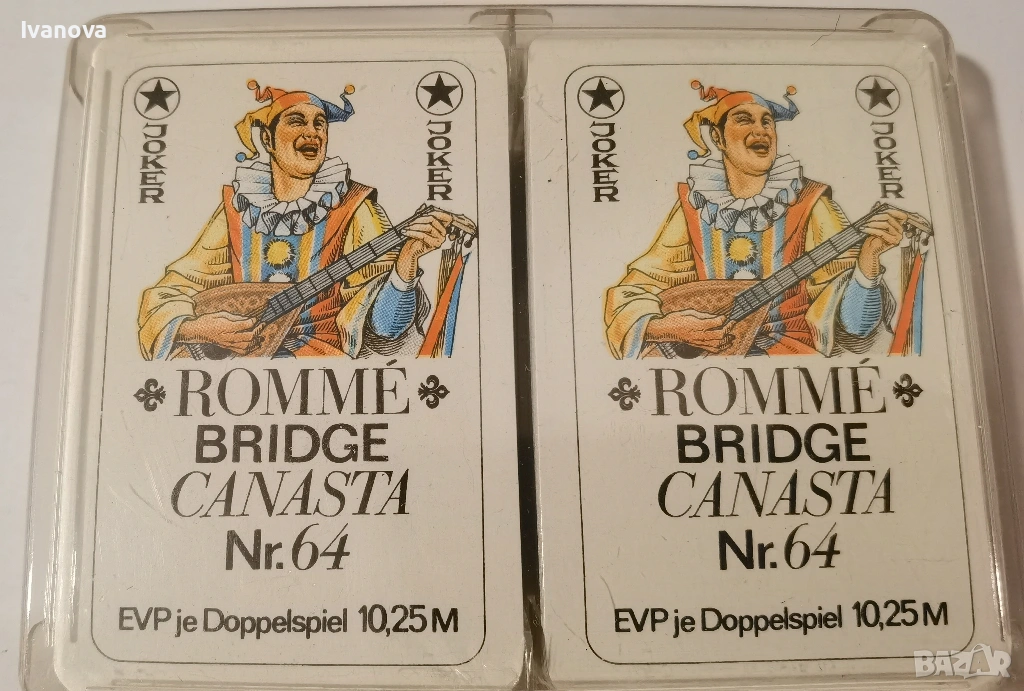 Ivanova
JOKER
JOKER
ROMMÉ
BRIDGE
CANASTA
Nr. 64
EVP je Doppelspiel 10,25 M
JOKER
JOKER
ROMMÉ
BRIDGE
CANASTA
Nr. 64
EVP je Doppelspiel 10,25 M
BAZAR